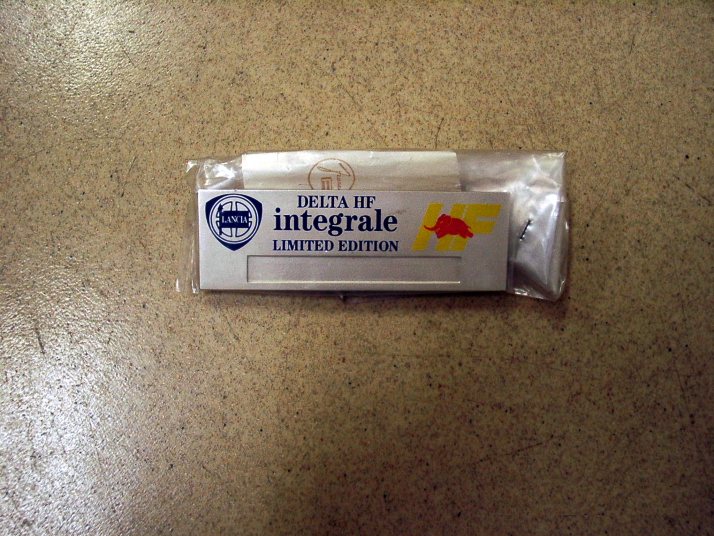 LANCIA
DELTA HF
integrale
LIMITED EDITION
HF